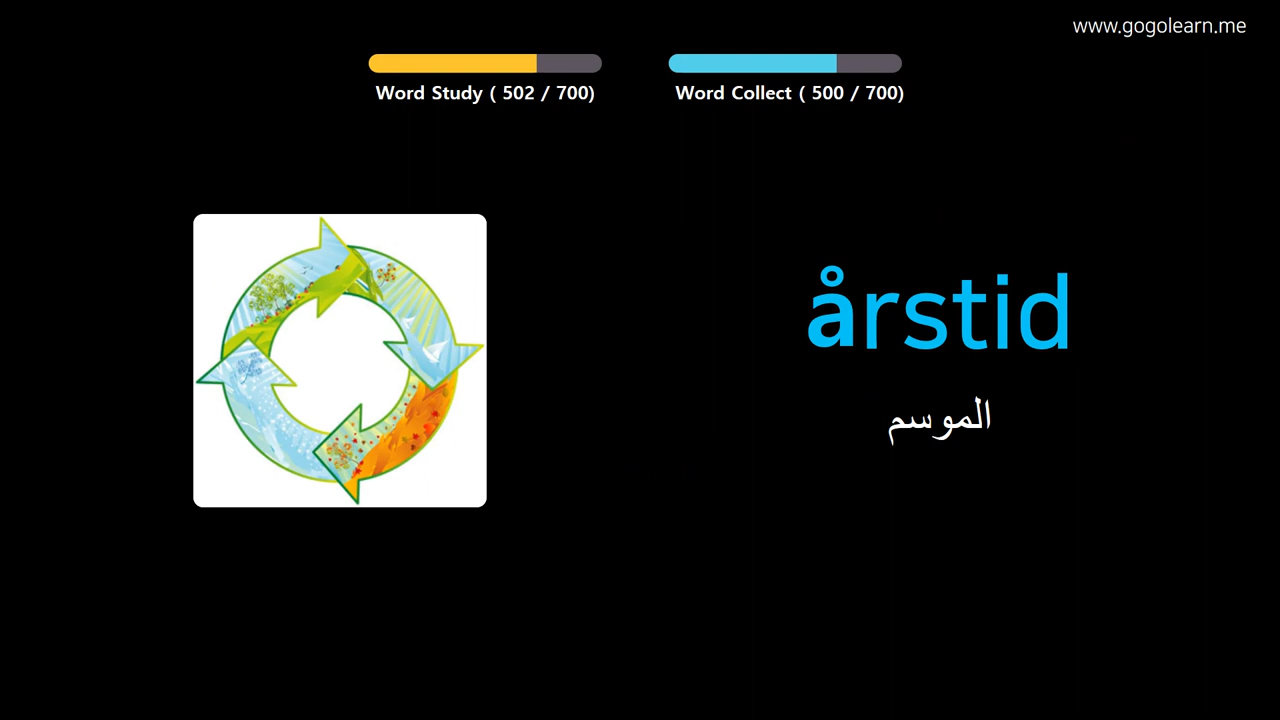 www.gogolearn.me
Word Study ( 502 / 700)
Word Collect ( 500 / 700)
årstid
الموسم